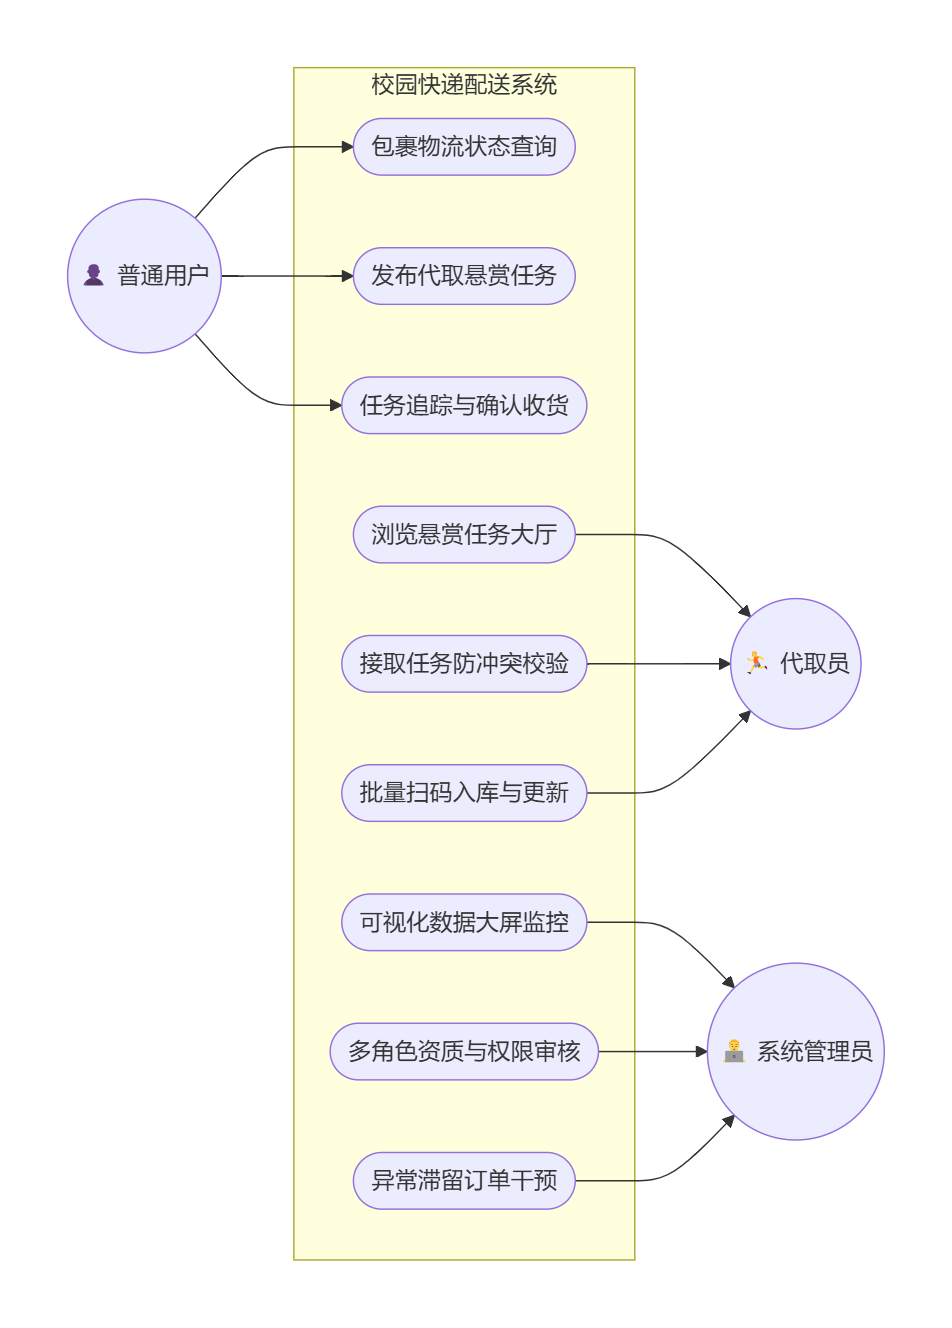 校园快递配送系统
包裹物流状态查询
普通用户
发布代取悬赏任务
任务追踪与确认收货
浏览悬赏任务大厅
接取任务防冲突校验
代取员
批量扫码入库与更新
可视化数据大屏监控
多角色资质与权限审核
系统管理员
异常滞留订单干预